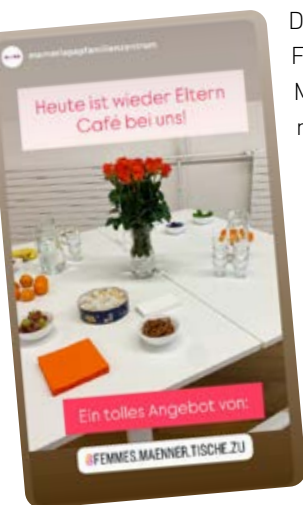 Heute ist wieder Eltern
Café bei uns!
Ein tolles Angebot von:
@FEMMES.MAENNER.TISCHE.ZU
D
F
M
r